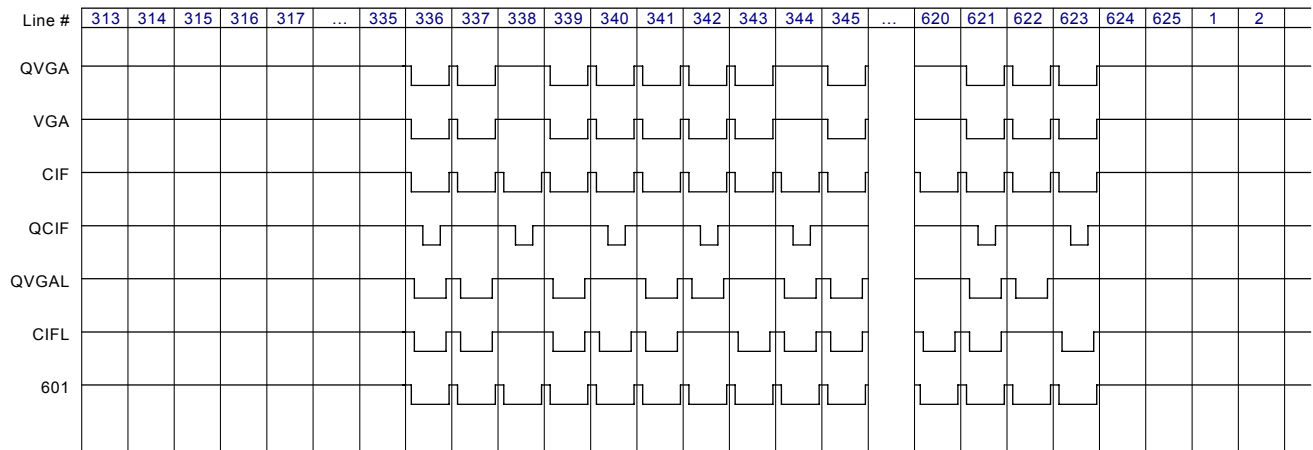 Line # 313 314 315 316 317 ... 335 336 337 338 339 340 341 342 343 344 345 ... 620 621 622 623 624 625 1 2
QVGA
VGA
CIF
QCIF
QVGAL
CIFL
601